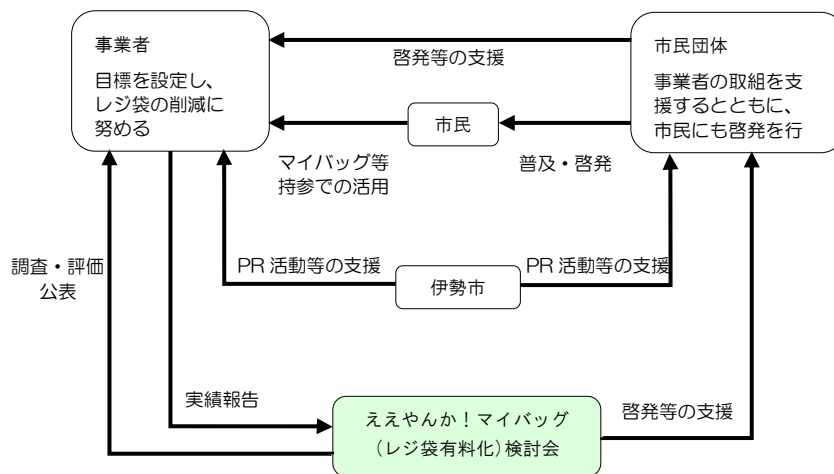 事業者
目標を設定し、
レジ袋の削減に
努める
啓発等の支援
市民団体
事業者の取組を支
援するとともに、
市民にも啓発を行
市民
マイバッグ等
持参での活用
普及・啓発
調査・評価
公表
PR 活動等の支援
伊勢市
PR 活動等の支援
実績報告
ええやんか！マイバッグ
（レジ袋有料化）検討会
啓発等の支援